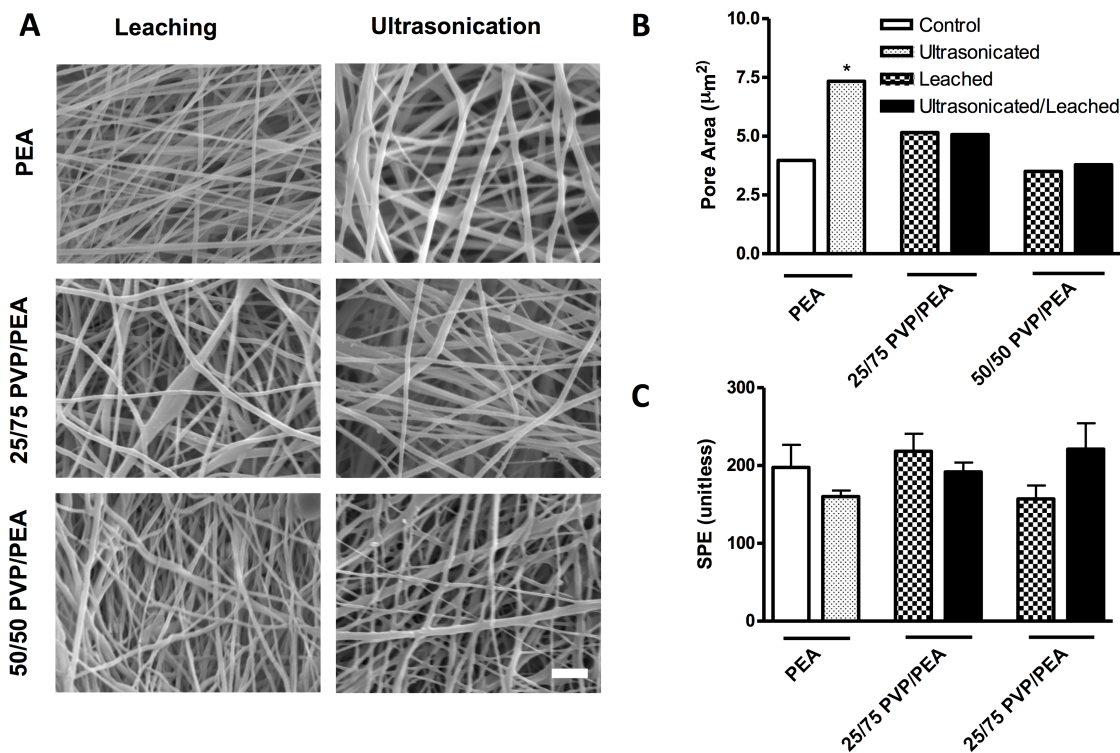 A
Leaching
Ultrasonication
PEA
25/75 PVP/PEA
50/50 PVP/PEA
B
Pore Area (μm²)
10.0
7.5
5.0
2.5
0.0
*
Control
Ultrasonicated
Leached
Ultrasonicated/Leached
PEA
25/75 PVP/PEA
50/50 PVP/PEA
C
SPE (unitless)
300
200
100
0
PEA
25/75 PVP/PEA
25/75 PVP/PEA